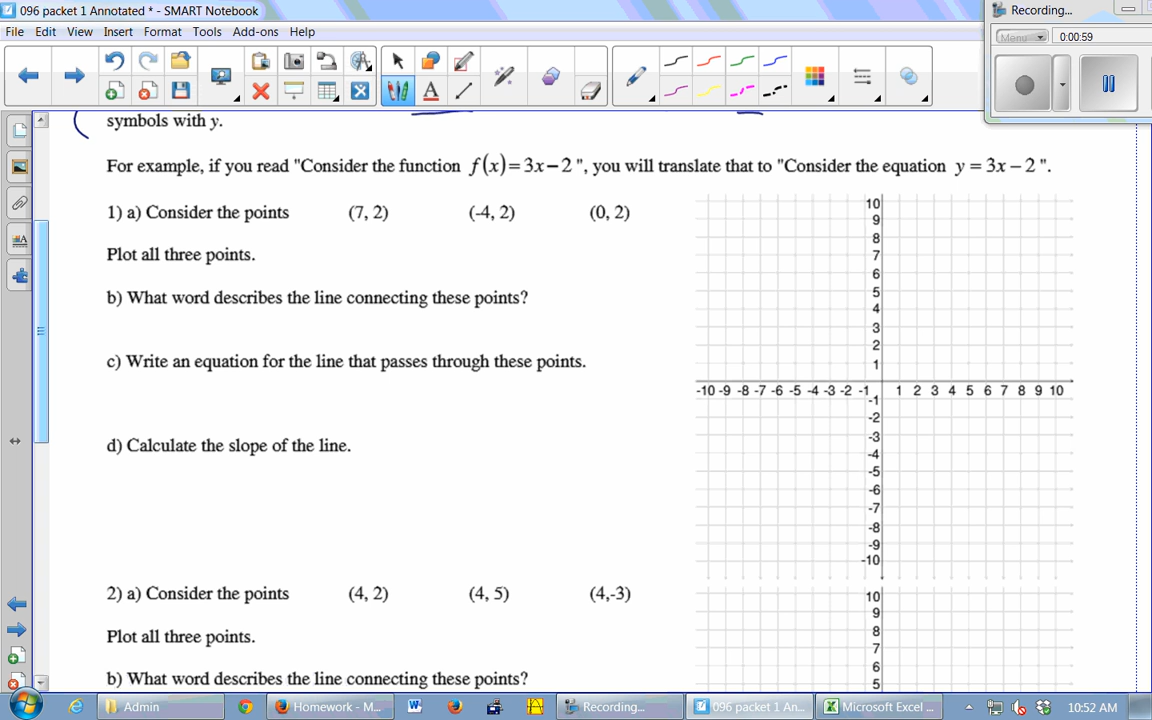 096 packet 1 Annotated * - SMART Notebook
Recording...
File Edit View Insert Format Tools Add-ons Help
Menu
0:00:59
symbols with y.
For example, if you read "Consider the function f(x)=3x−2", you will translate that to "Consider the equation y=3x−2".
1) a) Consider the points (7, 2) (-4, 2) (0, 2)
Plot all three points.
b) What word describes the line connecting these points?
c) Write an equation for the line that passes through these points.
d) Calculate the slope of the line.
10
9
8
7
6
5
4
3
2
1
-10 -9 -8 -7 -6 -5 -4 -3 -2 -1 1 2 3 4 5 6 7 8 9 10
-1
-2
-3
-4
-5
-6
-7
-8
-9
-10
2) a) Consider the points (4, 2) (4, 5) (4,-3)
Plot all three points.
b) What word describes the line connecting these points?
10
9
8
7
6
5
Admin
Homework - M...
Recording...
096 packet 1 An...
Microsoft Excel ...
10:52 AM